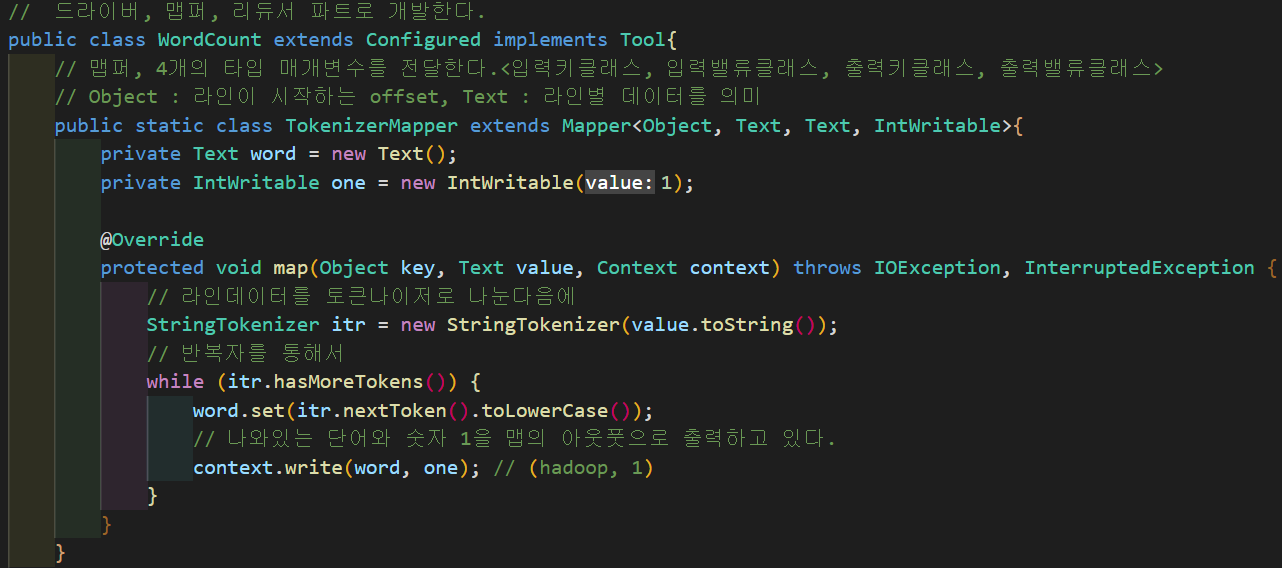 //  드라이버, 맵퍼, 리듀서 파트로 개발한다.
public class WordCount extends Configured implements Tool{
    // 맵퍼, 4개의 타입 매개변수를 전달한다.<입력키클래스, 입력밸류클래스, 출력키클래스, 출력밸류클래스>
    // Object : 라인이 시작하는 offset, Text : 라인별 데이터를 의미
    public static class TokenizerMapper extends Mapper<Object, Text, Text, IntWritable>{
        private Text word = new Text();
        private IntWritable one = new IntWritable(value:1);
        @Override
        protected void map(Object key, Text value, Context context) throws IOException, InterruptedException {
            // 라인데이터를 토큰나이저로 나눈다음에
            StringTokenizer itr = new StringTokenizer(value.toString());
            // 반복자를 통해서
            while (itr.hasMoreTokens()) {
                word.set(itr.nextToken().toLowerCase());
                // 나와있는 단어와 숫자 1을 맵의 아웃풋으로 출력하고 있다.
                context.write(word, one); // (hadoop, 1)
            }
        }
    }